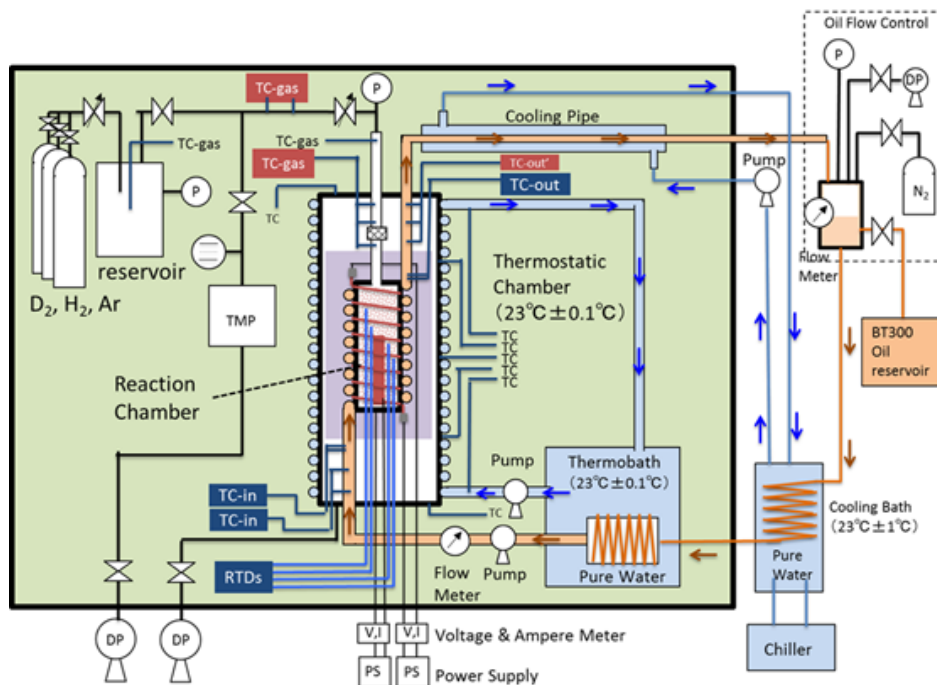 Oil Flow Control
P
DP
N₂
Flow
Meter
BT300
Oil
reservoir
TC-gas
P
Cooling Pipe
Pump
TC-gas
TC-gas
TC-gas
TC-out'
TC-out
P
TC
reservoir
D₂, H₂, Ar
Thermostatic
Chamber
(23℃±0.1℃)
TMP
TC
TC
TC
TC
TC
Reaction
Chamber
Pump
Thermobath
(23℃±0.1℃)
Cooling Bath
(23℃±1℃)
TC-in
TC-in
TC
RTDs
Flow
Meter
Pump
Pure Water
Pure
Water
DP
DP
V,I
V,I
Voltage & Ampere Meter
PS
PS
Power Supply
Chiller